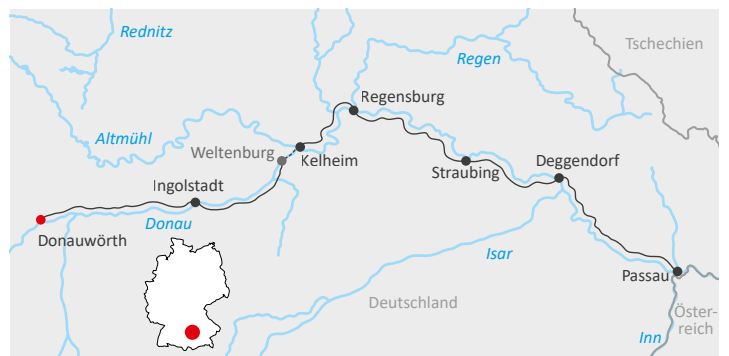 Rednitz
Tschechien
Regen
Regensburg
Altmühl
Weltenburg
Kelheim
Straubing
Deggendorf
Ingolstadt
Donau
Donauwörth
Isar
Passau
Deutschland
Öster-
reich
Inn